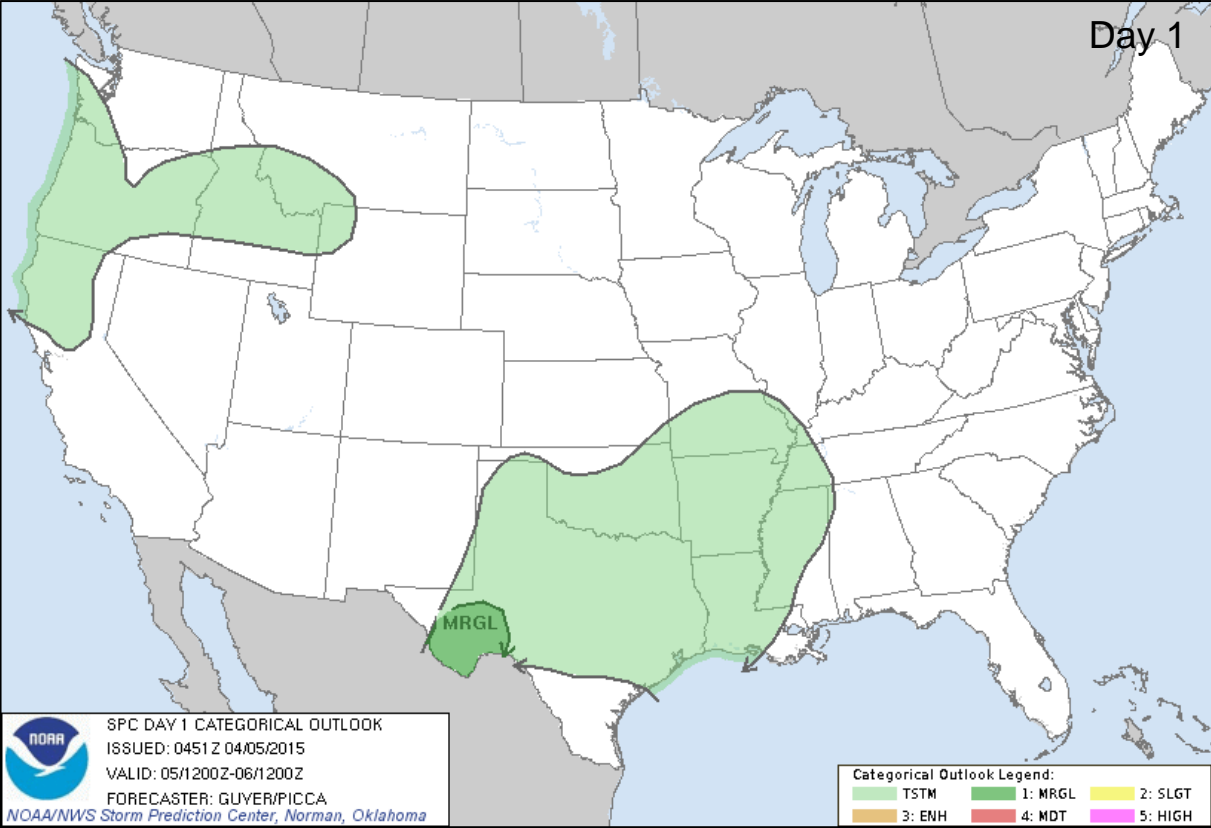 Day 1
MRGL
NOAA
SPC DAY 1 CATEGORICAL OUTLOOK
ISSUED: 0451Z 04/05/2015
VALID: 05/1200Z-06/1200Z
FORECASTER: GUYER/PICCA
NOAA/NWS Storm Prediction Center, Norman, Oklahoma
Categorical Outlook Legend:
TSTM 1: MRGL 2: SLGT
3: ENH 4: MDT 5: HIGH